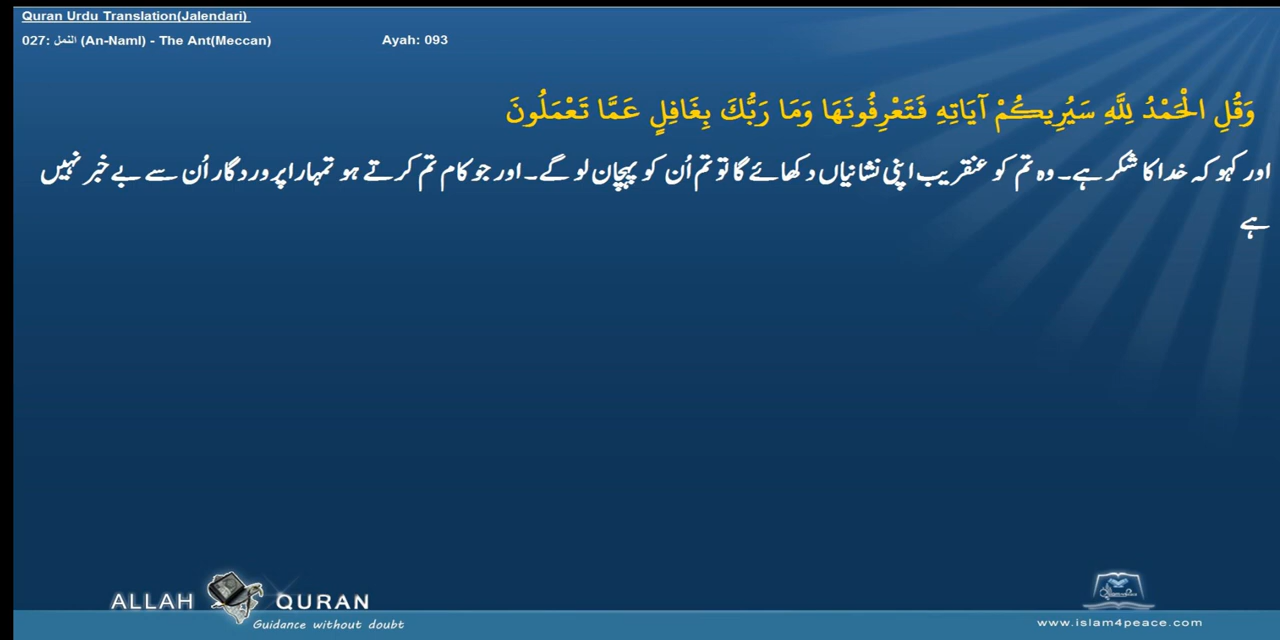 Quran Urdu Translation(Jalendari)
027: النمل (An-Naml) - The Ant(Meccan) Ayah: 093
وَقُلِ الْحَمْدُ لِلَّهِ سَيُرِيكُمْ آيَاتِهِ فَتَعْرِفُونَهَا وَمَا رَبُّكَ بِغَافِلٍ عَمَّا تَعْمَلُونَ
اور کہو کہ خدا کا شکر ہے۔ وہ تم کو عنقریب اپنی نشانیاں دکھائے گا تو تم اُن کو پہچان لو گے۔ اور جو کام تم کرتے ہو تمہارا پروردگار اُن سے بے خبر نہیں
ہے
ALLAH QURAN
Guidance without doubt
www.islam4peace.com